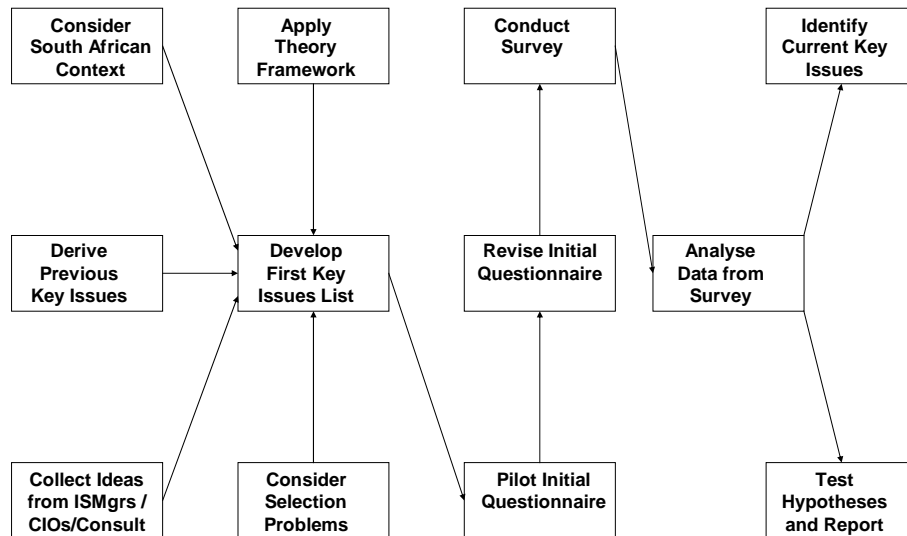 Consider
South African
Context
Apply
Theory
Framework
Conduct
Survey
Identify
Current Key
Issues
Derive
Previous
Key Issues
Develop
First Key
Issues List
Revise Initial
Questionnaire
Analyse
Data from
Survey
Collect Ideas
from ISMgrs /
CIOs/Consult
Consider
Selection
Problems
Pilot Initial
Questionnaire
Test
Hypotheses
and Report